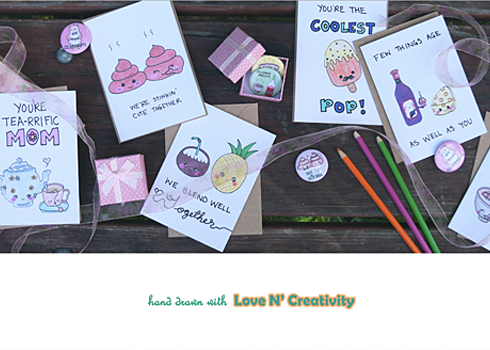 YOU'RE
TEA-RRIFIC
MOM
WE'RE STINKIN'
CUTE TOGETHER
WE BLEND WELL
together
YOU'RE THE
COOLEST
POP!
FEW THINGS AGE
AS WELL AS YOU
hand drawn with Love N' Creativity